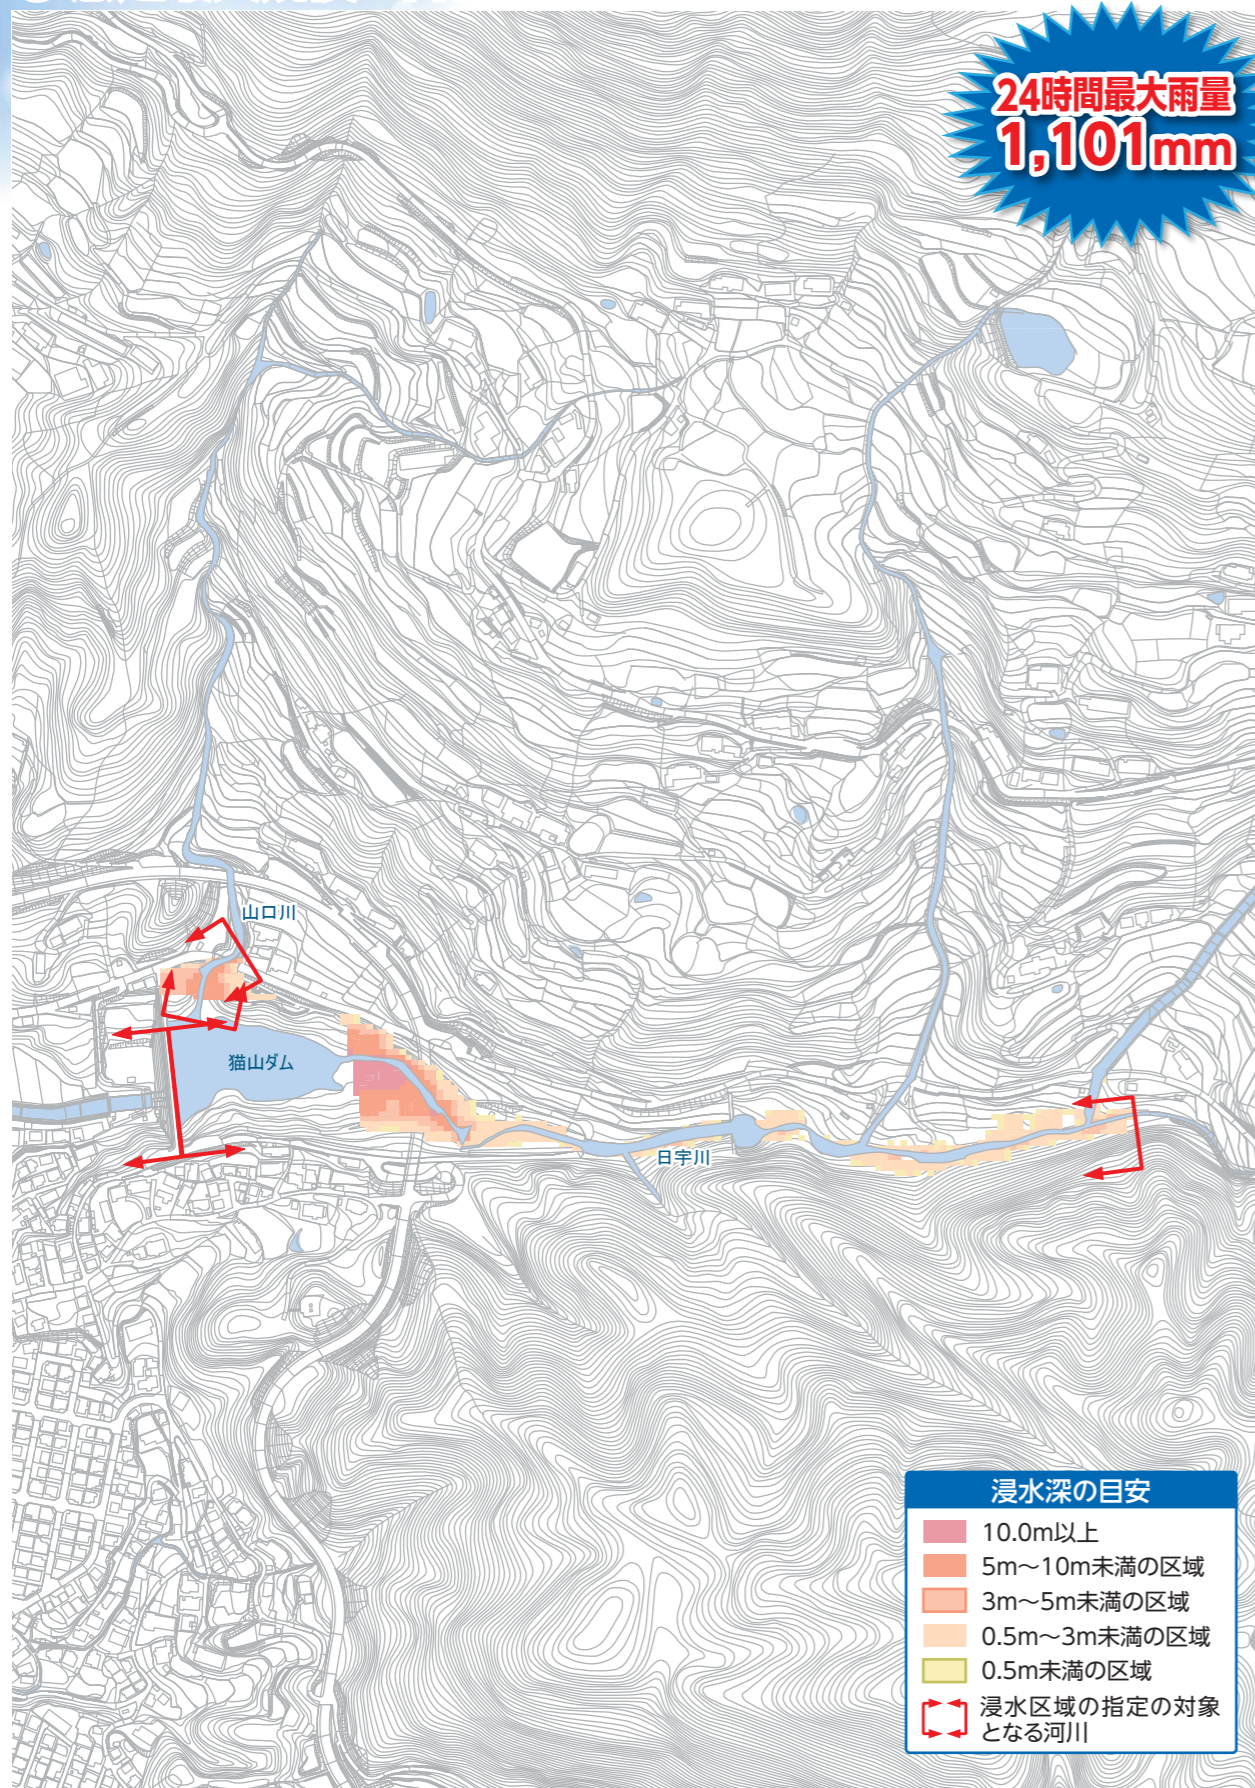 24時間最大雨量
1,101mm
山口川
猫山ダム
日宇川
浸水深の目安
10.0m以上
5m～10m未満の区域
3m～5m未満の区域
0.5m～3m未満の区域
0.5m未満の区域
浸水区域の指定の対象
となる河川